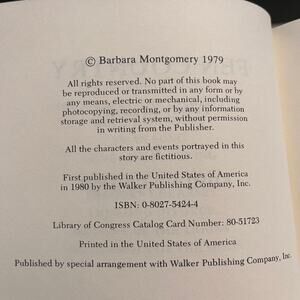 © Barbara Montgomery 1979
All rights reserved. No part of this book may
be reproduced or transmitted in any form or by
any means, electric or mechanical, including
photocopying, recording, or by any information
storage and retrieval system, without permission
in writing from the Publisher.
All the characters and events portrayed in this
story are fictitious.
First published in the United States of America
in 1980 by the Walker Publishing Company, Inc.
ISBN: 0-8027-5424-4
Library of Congress Catalog Card Number: 80-51723
Printed in the United States of America
Published by special arrangement with Walker Publishing Company, Inc.